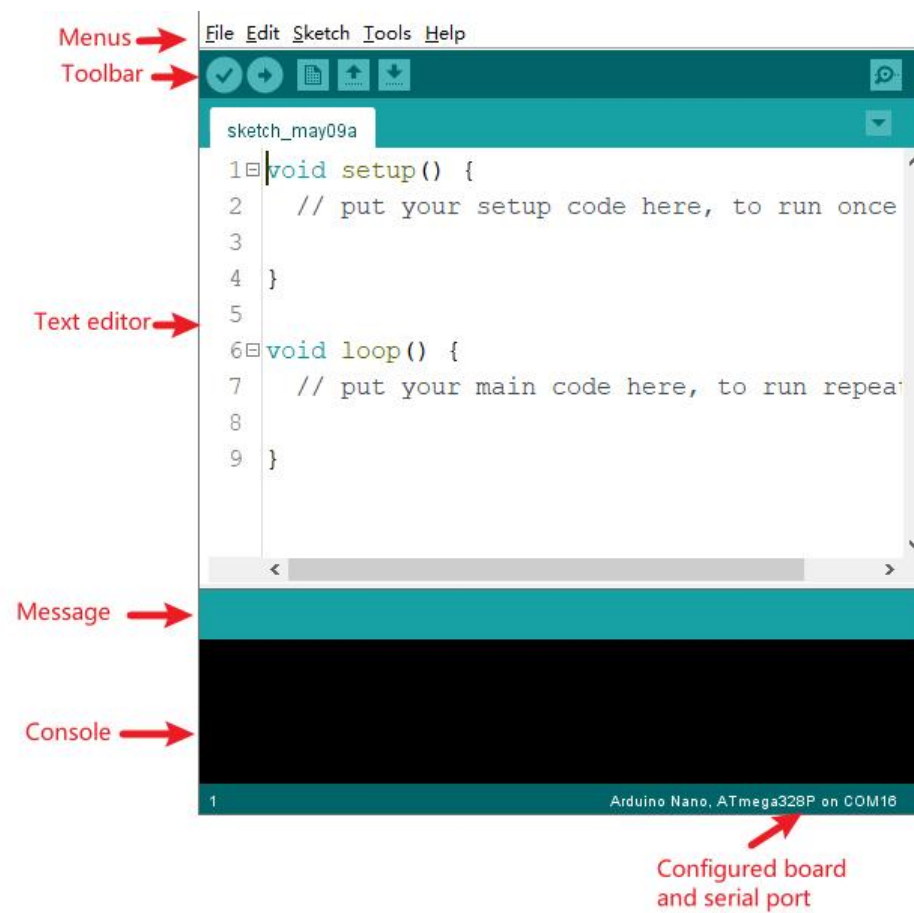 Menus
File Edit Sketch Tools Help
Toolbar
sketch_may09a
1 void setup() {
2 // put your setup code here, to run once
3
4 }
5
Text editor
6 void loop() {
7 // put your main code here, to run repea
8
9 }
Message
Console
1 Arduino Nano, ATmega328P on COM16
Configured board
and serial port